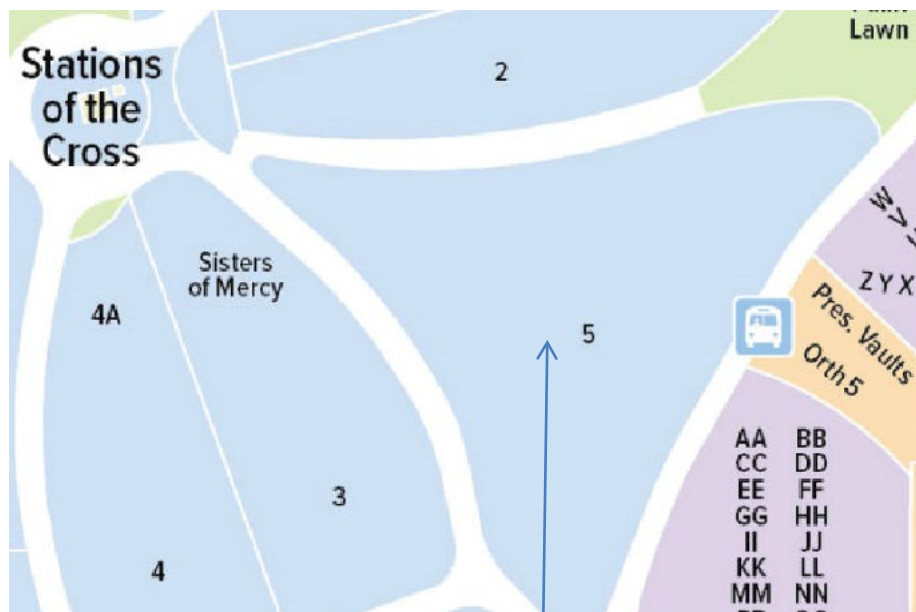 Lawn
Stations
of the
Cross
2
Sisters
of Mercy
4A
5
3
4
W
V
Z Y X
Pres. Vaults
Orth 5
AA BB
CC DD
EE FF
GG HH
II JJ
KK LL
MM NN